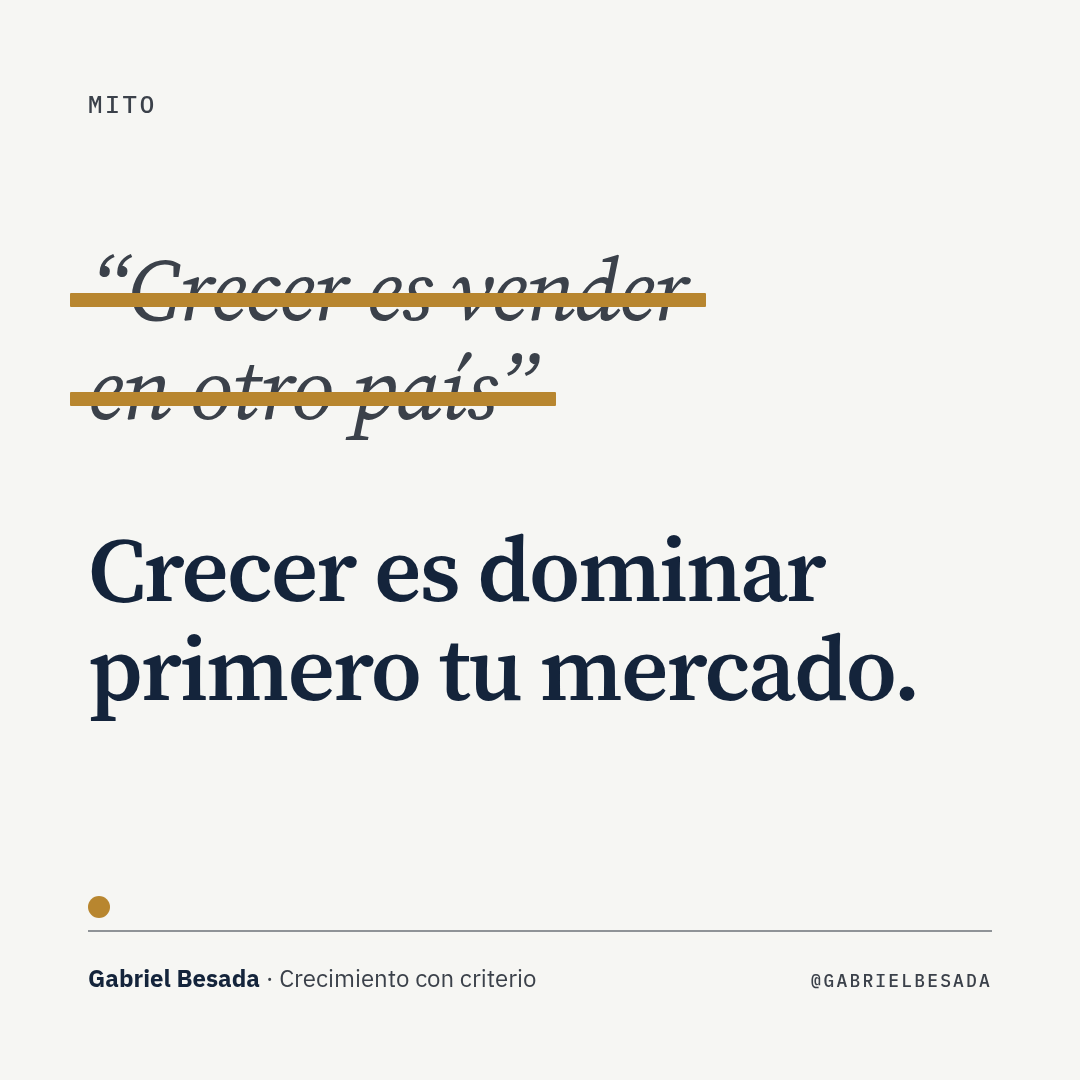 MITO
“Crecer es vender
en otro país”
Crecer es dominar
primero tu mercado.
Gabriel Besada · Crecimiento con criterio
@GABRIELBESADA